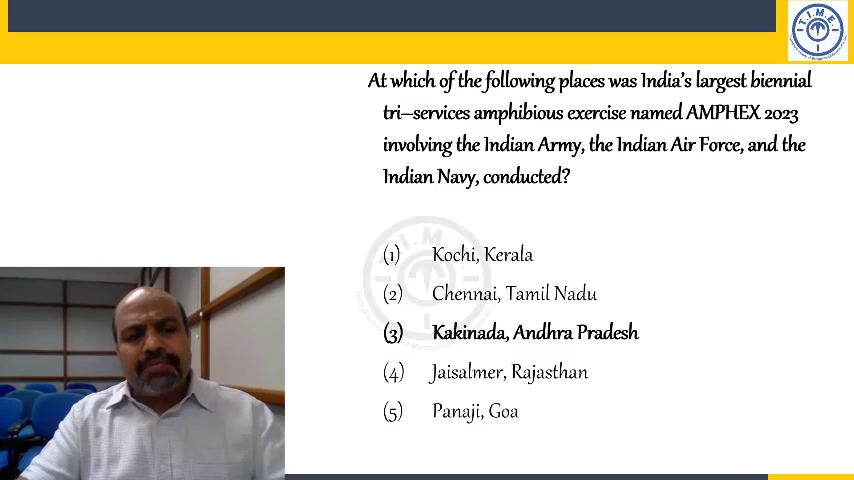 T.I.M.E.
At which of the following places was India's largest biennial
tri–services amphibious exercise named AMPHEX 2023
involving the Indian Army, the Indian Air Force, and the
Indian Navy, conducted?
(1) Kochi, Kerala
(2) Chennai, Tamil Nadu
(3) Kakinada, Andhra Pradesh
(4) Jaisalmer, Rajasthan
(5) Panaji, Goa